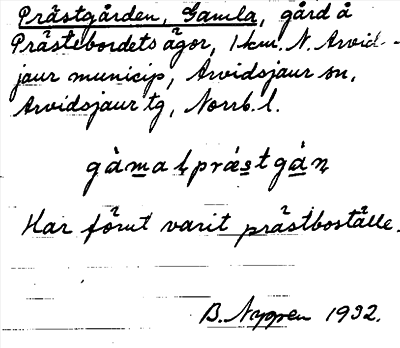 Prästgården, Gamla, gård å
Prästebordets ägor, 1 km. N. Arvid-
jaur municip, Arvidsjaur sn,
Arvidsjaur tg, Norrb. l.
Har förut varit prästboställe.
B. Nygren 1932.